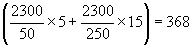 (2300/50 × 5 + 2300/250 × 15) = 368